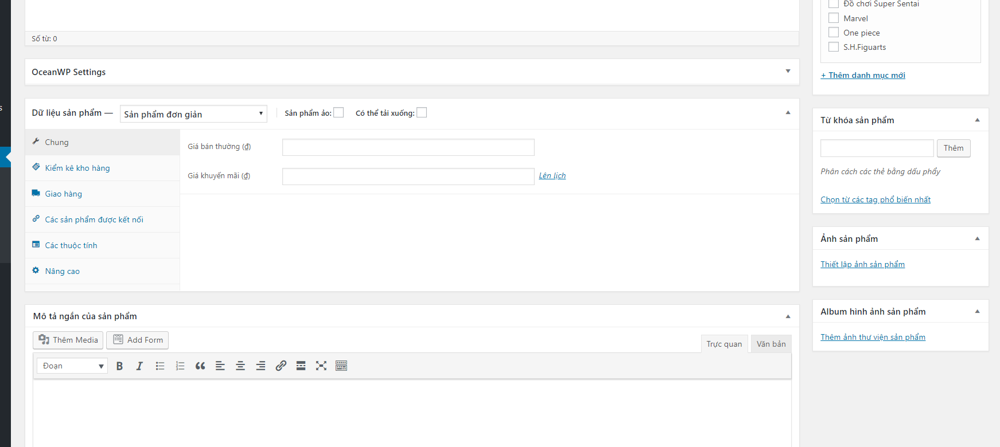 Số từ: 0
OceanWP Settings
Dữ liệu sản phẩm —
Sản phẩm đơn giản
Sản phẩm ảo:
Có thể tải xuống:
Chung
Kiểm kê kho hàng
Giao hàng
Các sản phẩm được kết nối
Các thuộc tính
Nâng cao
Giá bán thường (₫)
Giá khuyến mãi (₫)
Lên lịch
Mô tả ngắn của sản phẩm
Thêm Media
Add Form
Trực quan
Văn bản
Đoạn
Đồ chơi Super Sentai
Marvel
One piece
S.H.Figuarts
+ Thêm danh mục mới
Từ khóa sản phẩm
Thêm
Phân cách các thẻ bằng dấu phẩy
Chọn từ các tag phổ biến nhất
Ảnh sản phẩm
Thiết lập ảnh sản phẩm
Album hình ảnh sản phẩm
Thêm ảnh thư viện sản phẩm